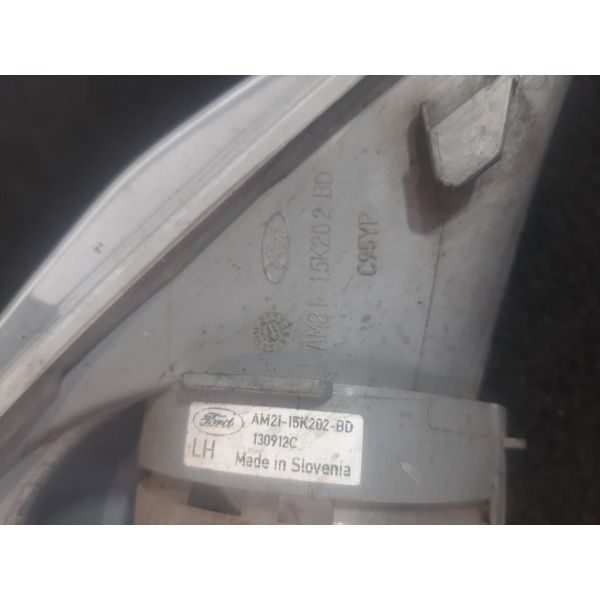 AM21 15K202 BD
C95YP
Ford
AM21-15K202-BD
130912C
LH
Made in Slovenia